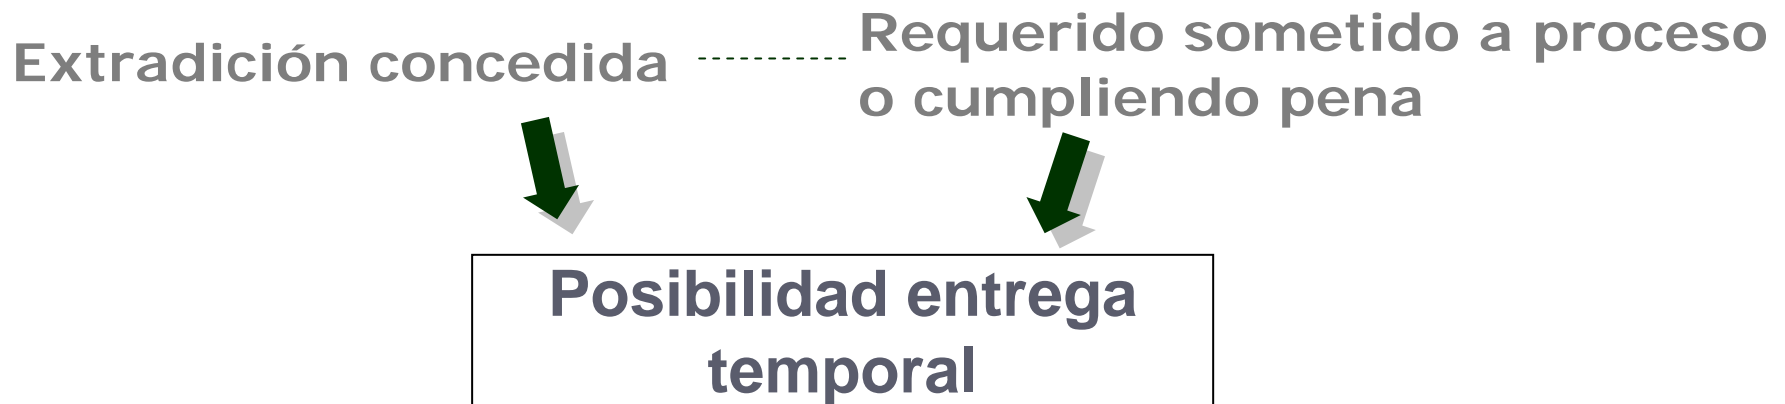 Extradición concedida
Requerido sometido a proceso
o cumpliendo pena
Posibilidad entrega
temporal